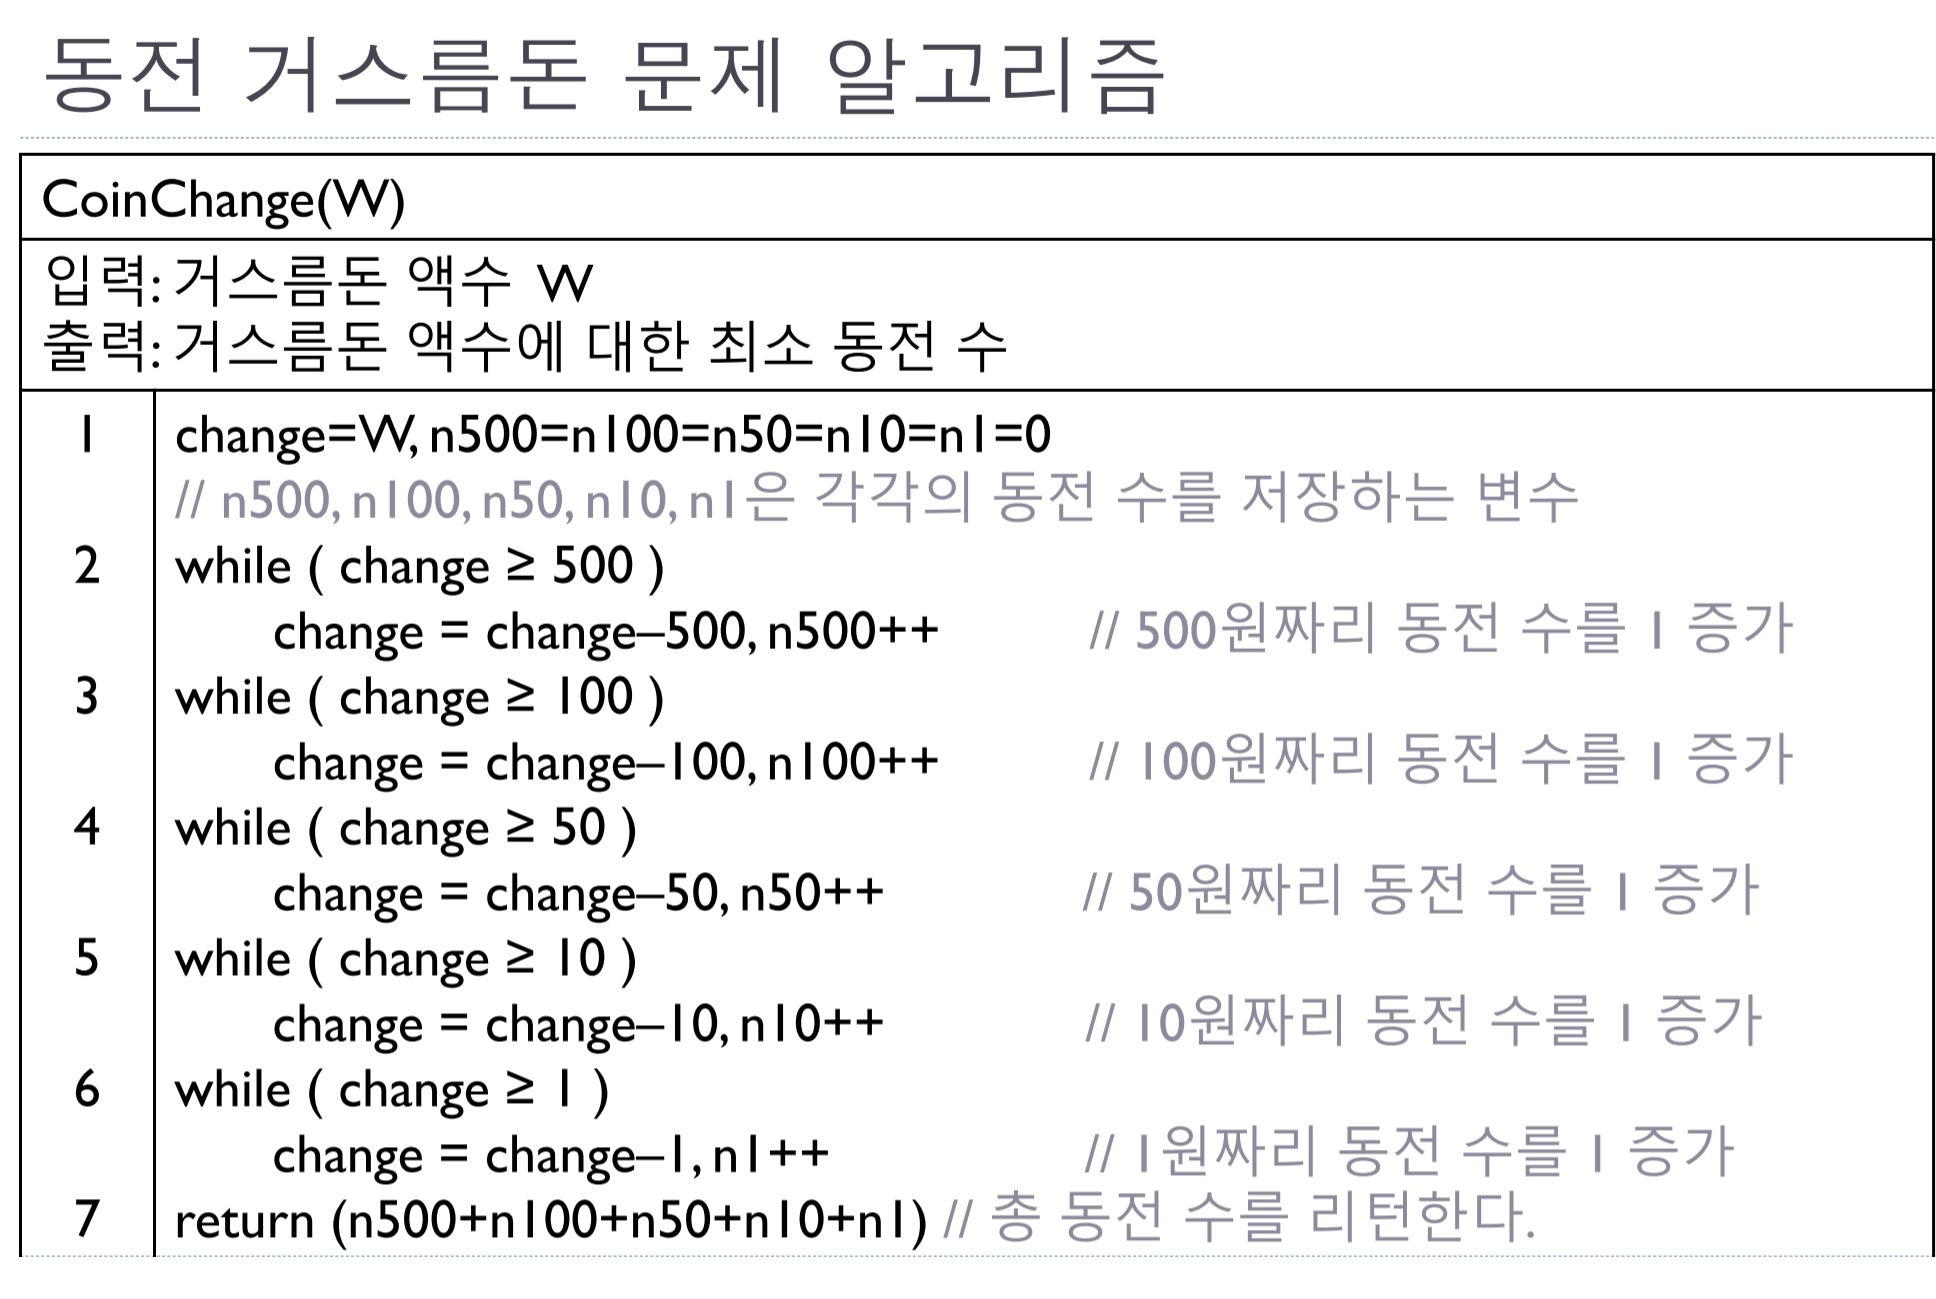 동전 거스름돈 문제 알고리즘
CoinChange(W)
입력: 거스름돈 액수 W
출력: 거스름돈 액수에 대한 최소 동전 수
1 change=W, n500=n100=n50=n10=n1=0
// n500, n100, n50, n10, n1은 각각의 동전 수를 저장하는 변수
2 while ( change ≥ 500 )
change = change–500, n500++ // 500원짜리 동전 수를 1 증가
3 while ( change ≥ 100 )
change = change–100, n100++ // 100원짜리 동전 수를 1 증가
4 while ( change ≥ 50 )
change = change–50, n50++ // 50원짜리 동전 수를 1 증가
5 while ( change ≥ 10 )
change = change–10, n10++ // 10원짜리 동전 수를 1 증가
6 while ( change ≥ 1 )
change = change–1, n1++ // 1원짜리 동전 수를 1 증가
7 return (n500+n100+n50+n10+n1) // 총 동전 수를 리턴한다.